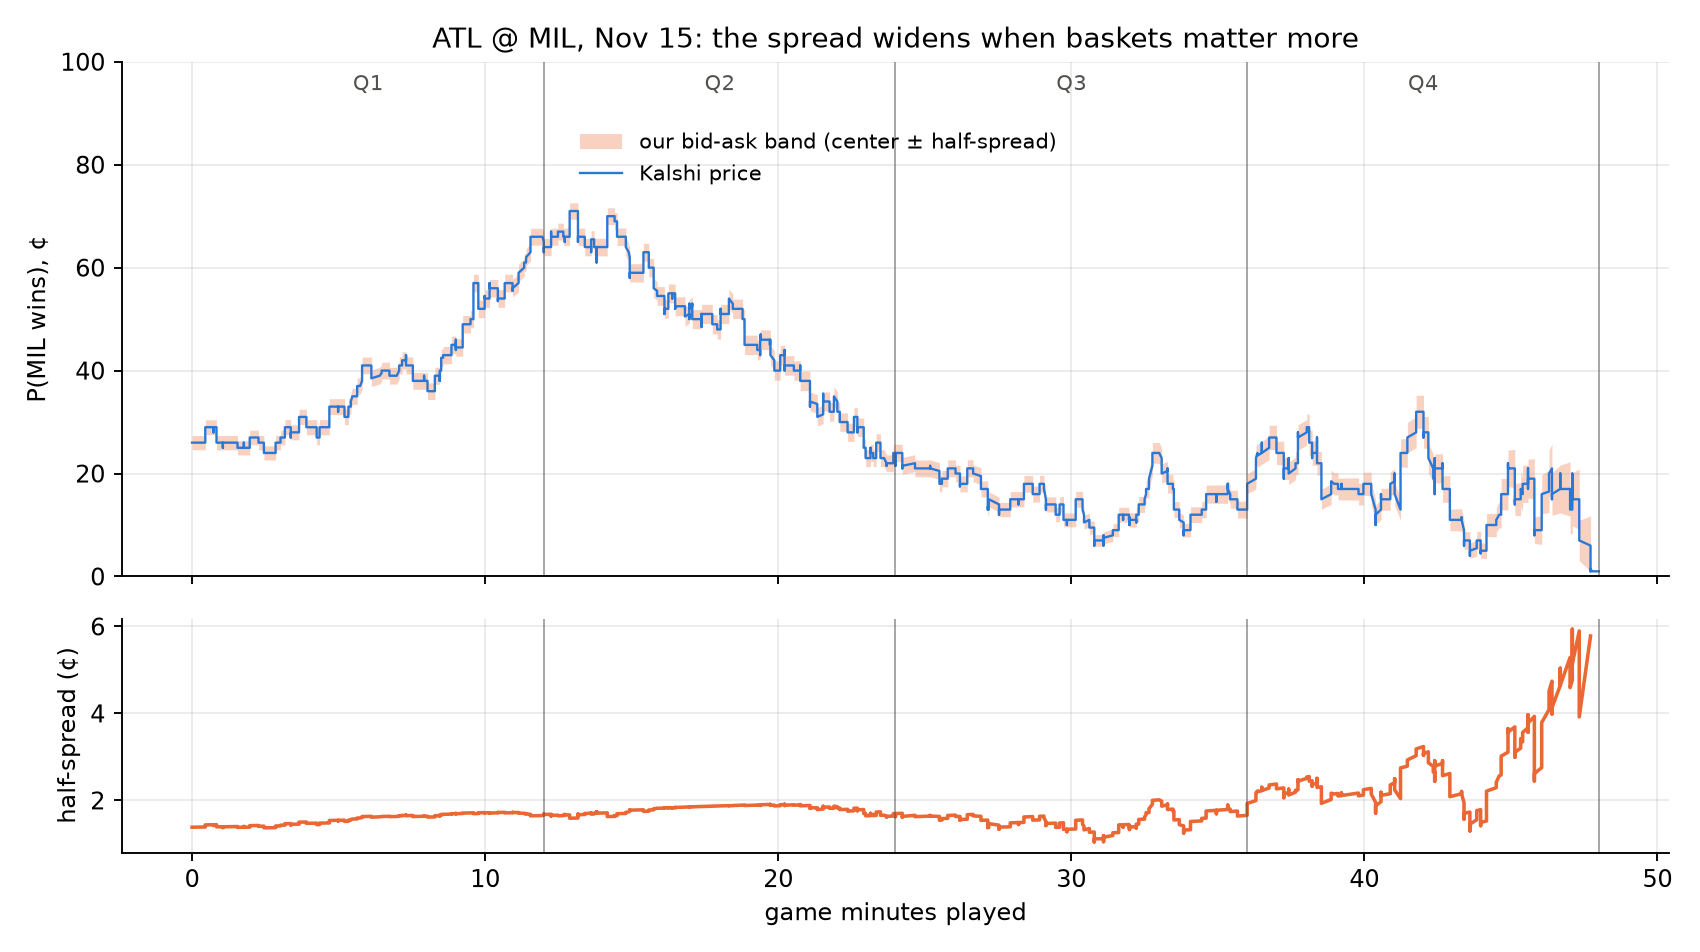 ATL @ MIL, Nov 15: the spread widens when baskets matter more
100
80
60
40
20
0
P(MIL wins), ¢
Q1
Q2
Q3
Q4
our bid-ask band (center ± half-spread)
Kalshi price
6
4
2
half-spread (¢)
0
10
20
30
40
50
game minutes played